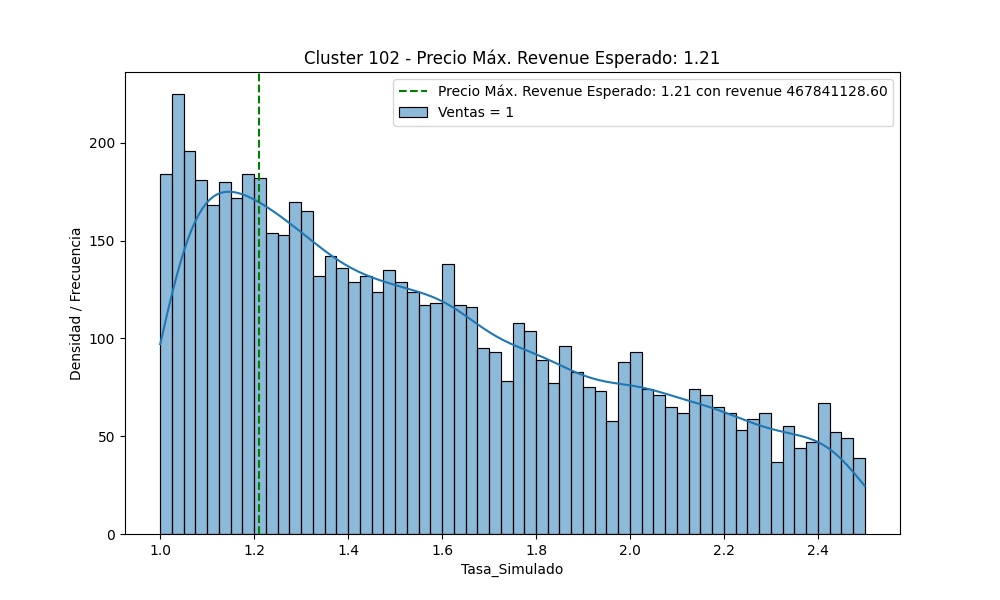 Cluster 102 - Precio Máx. Revenue Esperado: 1.21
Precio Máx. Revenue Esperado: 1.21 con revenue 467841128.60
Ventas = 1
Densidad / Frecuencia
200
150
100
50
0
1.0 1.2 1.4 1.6 1.8 2.0 2.2 2.4
Tasa_Simulado